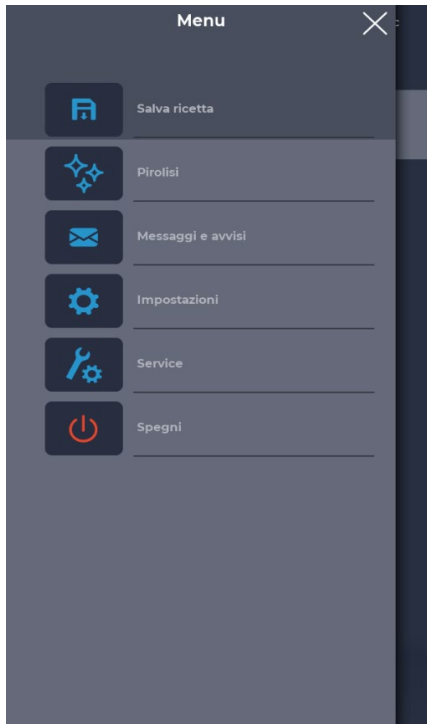 Menu
Salva ricetta
Pirolisi
Messaggi e avvisi
Impostazioni
Service
Spegni